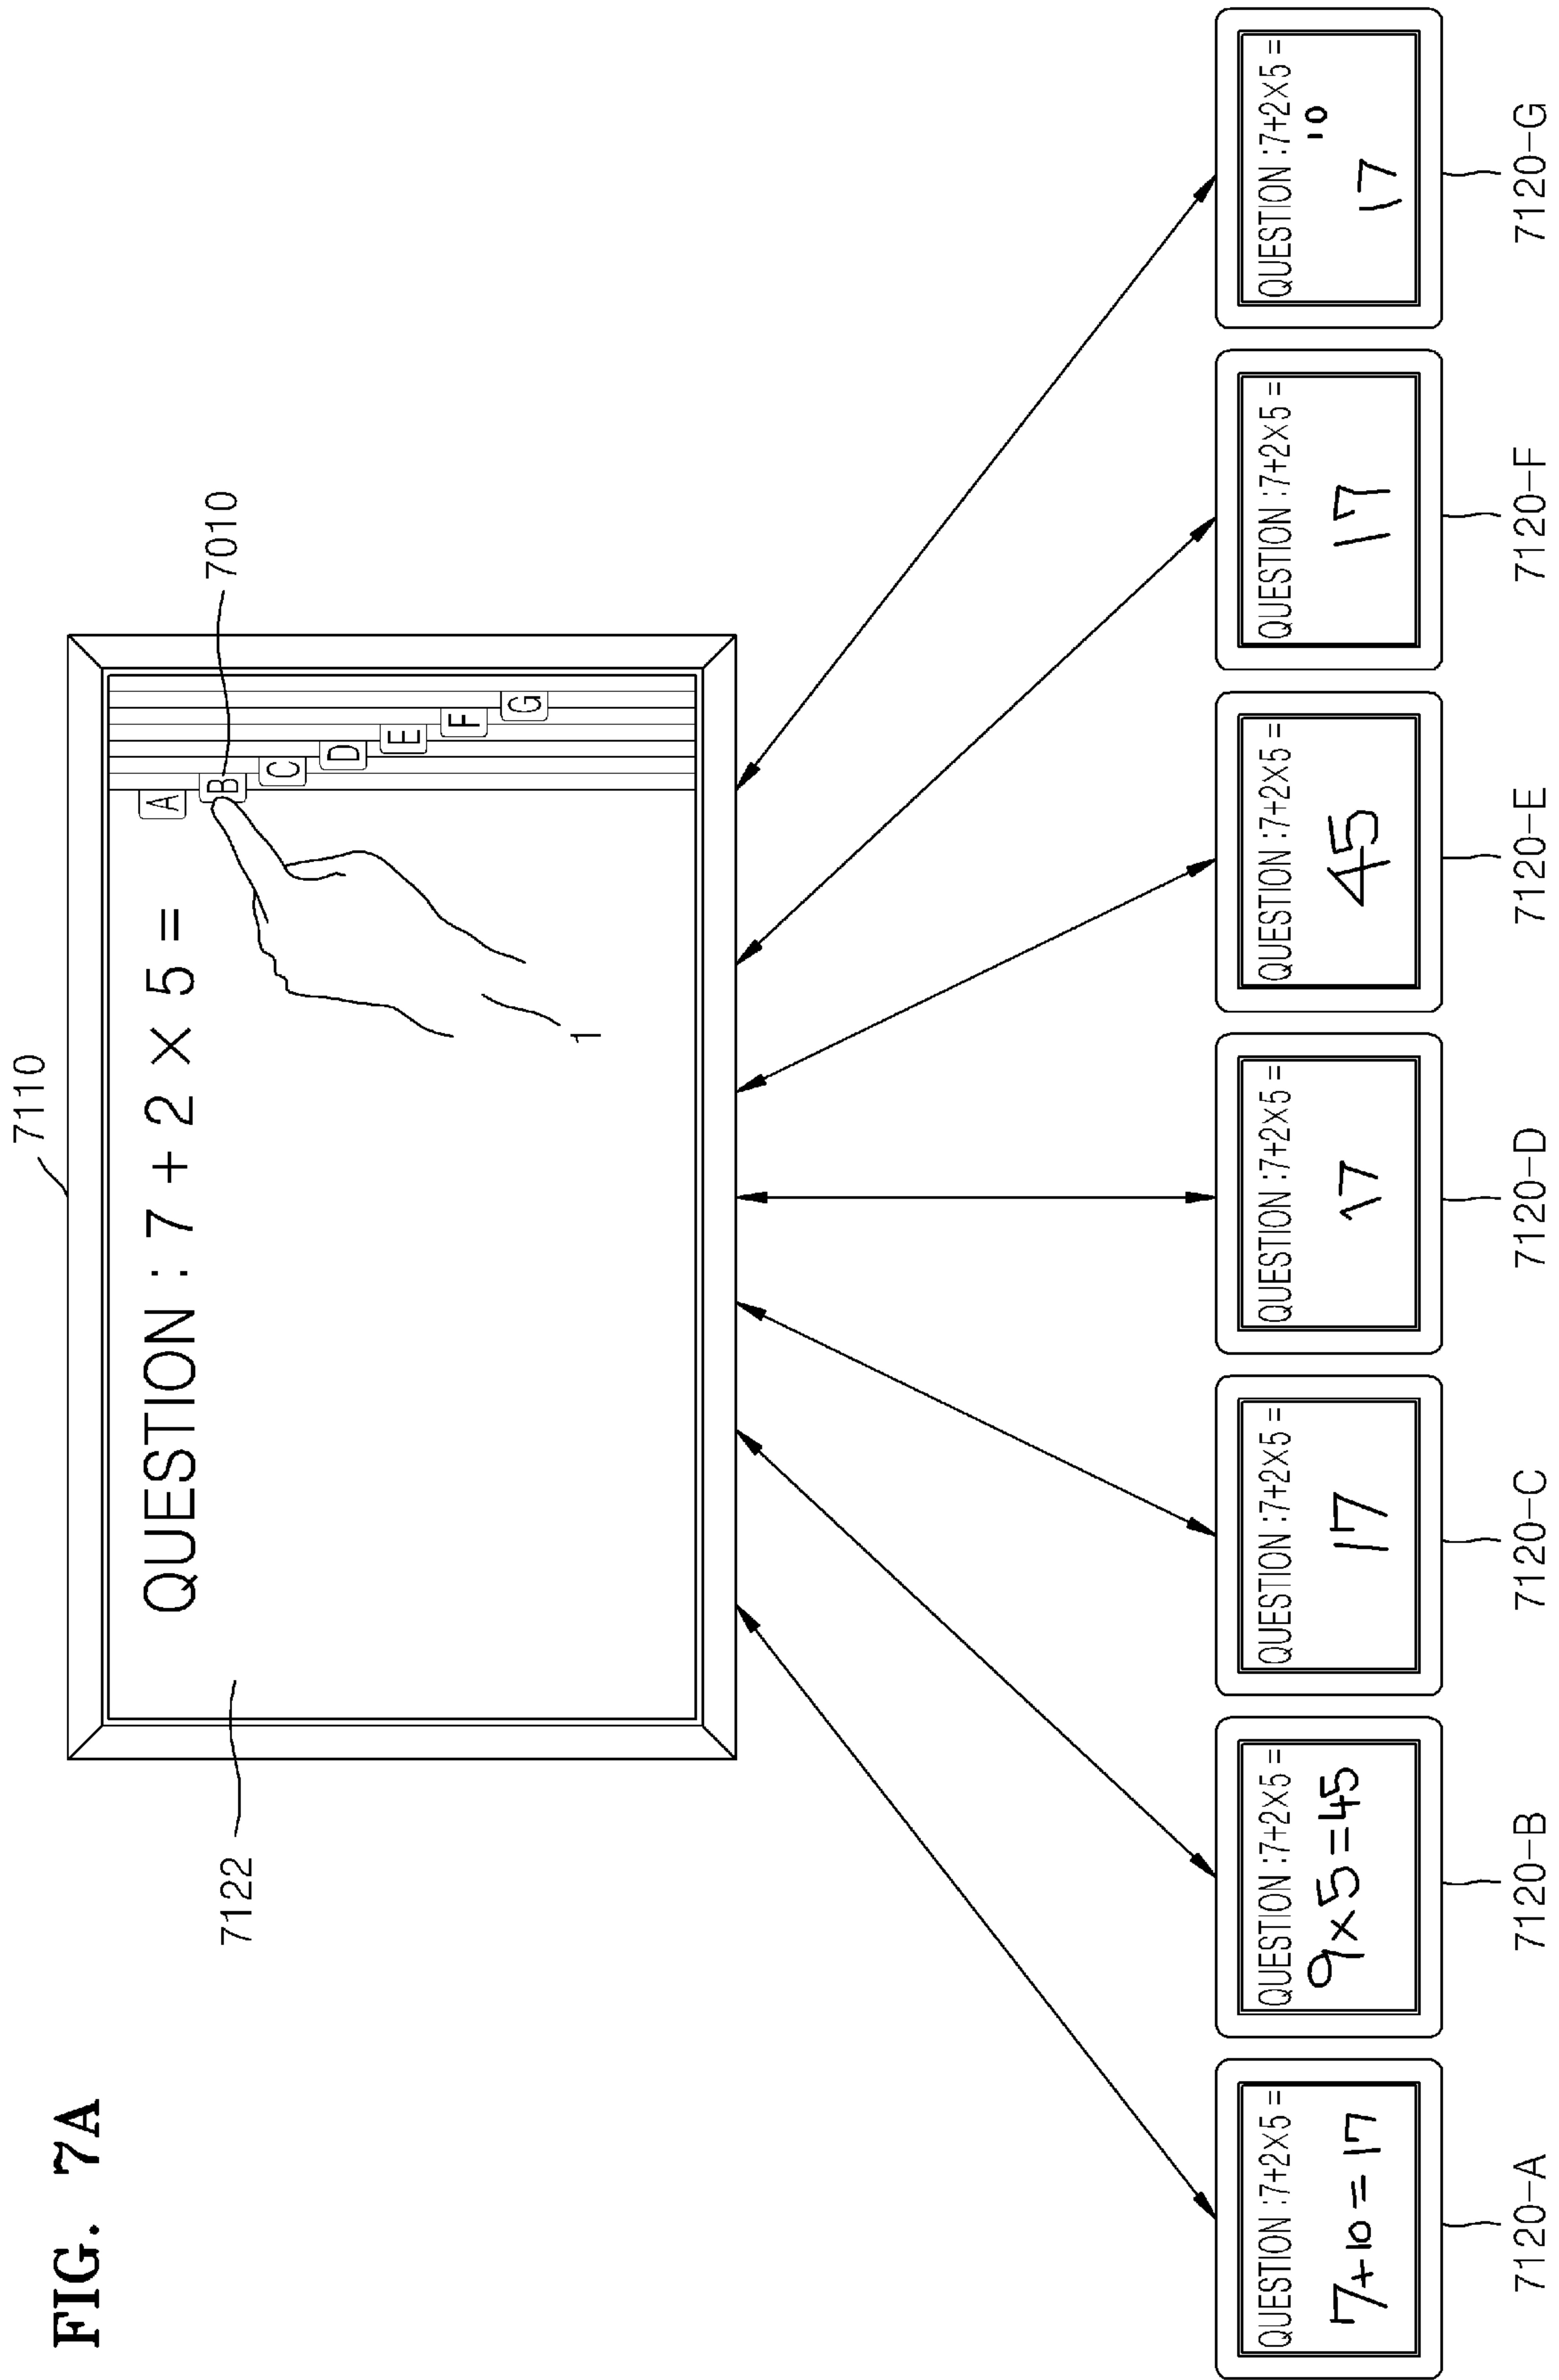 FIG. 7A
7110
7122
7010
QUESTION : 7 + 2 × 5 =
A
B
C
D
E
F
G
1
QUESTION :7+2×5 =
7+10=17
7120-A
QUESTION :7+2×5 =
9×5=45
7120-B
QUESTION :7+2×5 =
17
7120-C
QUESTION :7+2×5 =
17
7120-D
QUESTION :7+2×5 =
45
7120-E
QUESTION :7+2×5 =
17
7120-F
QUESTION :7+2×5 =
10
17
7120-G